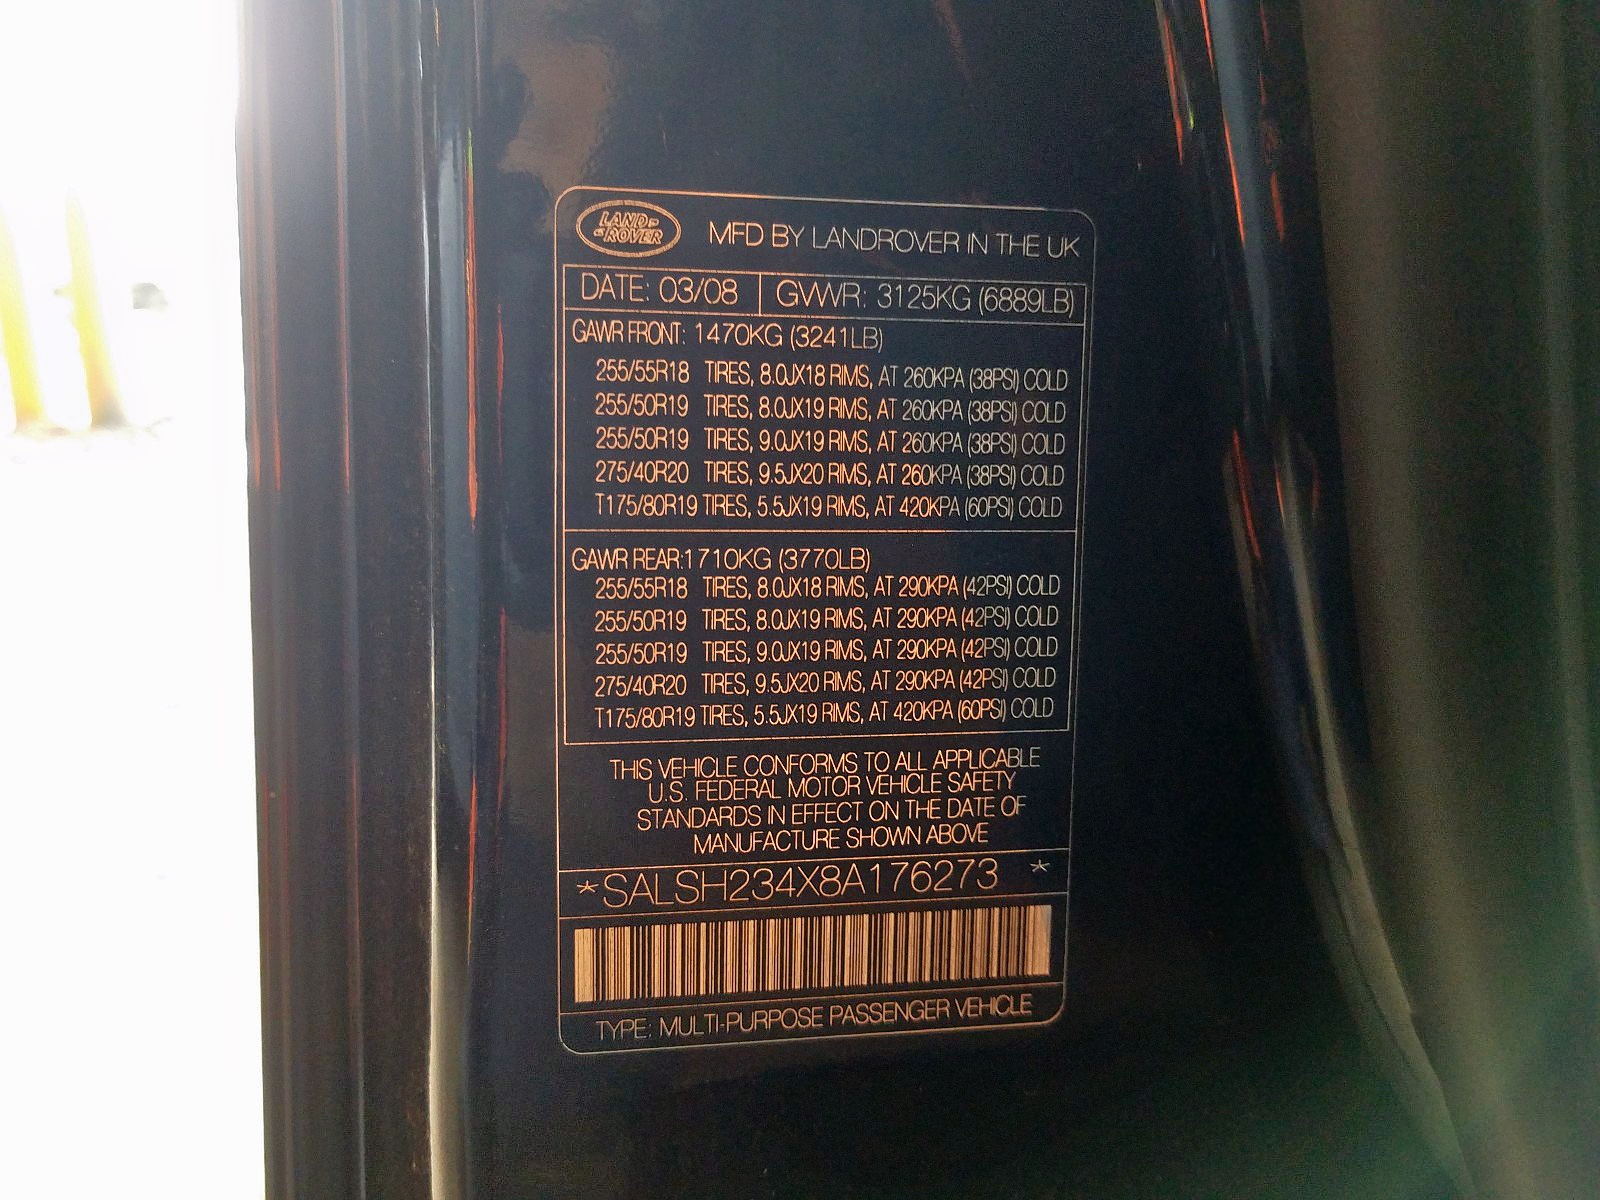 LAND ROVER
MFD BY LANDROVER IN THE UK
DATE: 03/08 GVWR: 3125KG (6889LB)
GAWR FRONT: 1470KG (3241LB)
255/55R18 TIRES, 8.0JX18 RIMS, AT 260KPA (38PSI) COLD
255/50R19 TIRES, 8.0JX19 RIMS, AT 260KPA (38PSI) COLD
255/50R19 TIRES, 9.0JX19 RIMS, AT 260KPA (38PSI) COLD
275/40R20 TIRES, 9.5JX20 RIMS, AT 260KPA (38PSI) COLD
T175/80R19 TIRES, 5.5JX19 RIMS, AT 420KPA (60PSI) COLD
GAWR REAR:1710KG (3770LB)
255/55R18 TIRES, 8.0JX18 RIMS, AT 290KPA (42PSI) COLD
255/50R19 TIRES, 8.0JX19 RIMS, AT 290KPA (42PSI) COLD
255/50R19 TIRES, 9.0JX19 RIMS, AT 290KPA (42PSI) COLD
275/40R20 TIRES, 9.5JX20 RIMS, AT 290KPA (42PSI) COLD
T175/80R19 TIRES, 5.5JX19 RIMS, AT 420KPA (60PSI) COLD
THIS VEHICLE CONFORMS TO ALL APPLICABLE
U.S. FEDERAL MOTOR VEHICLE SAFETY
STANDARDS IN EFFECT ON THE DATE OF
MANUFACTURE SHOWN ABOVE
*SALSH234X8A176273 *
TYPE: MULTI-PURPOSE PASSENGER VEHICLE